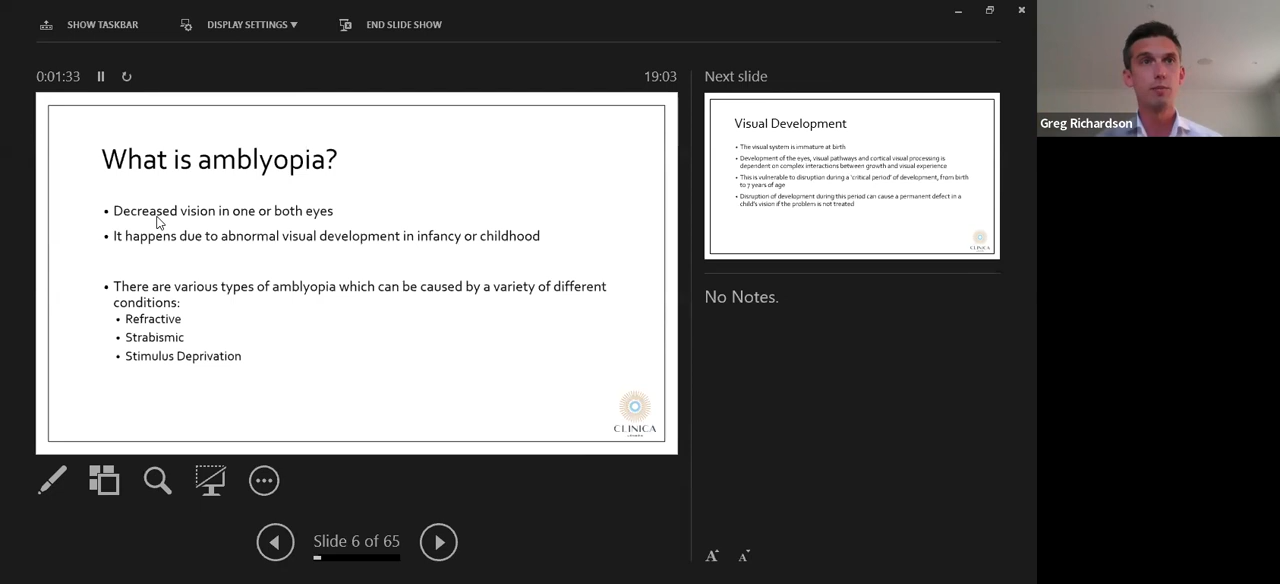 SHOW TASKBAR
DISPLAY SETTINGS ▼
END SLIDE SHOW
0:01:33
19:03
What is amblyopia?
• Decreased vision in one or both eyes
• It happens due to abnormal visual development in infancy or childhood
• There are various types of amblyopia which can be caused by a variety of different
conditions:
• Refractive
• Strabismic
• Stimulus Deprivation
CLINICA
Slide 6 of 65
Next slide
Visual Development
• The visual system is immature at birth
• Development of the eyes, visual pathways and cortical visual processing is
dependent on complex interactions between growth and visual experience
• This is vulnerable to disruption during a 'critical period' of development, from birth
to 7 years of age
• Disruption of development during this period can cause a permanent defect in a
child's vision if the problem is not treated
CLINICA
No Notes.
A A
Greg Richardson